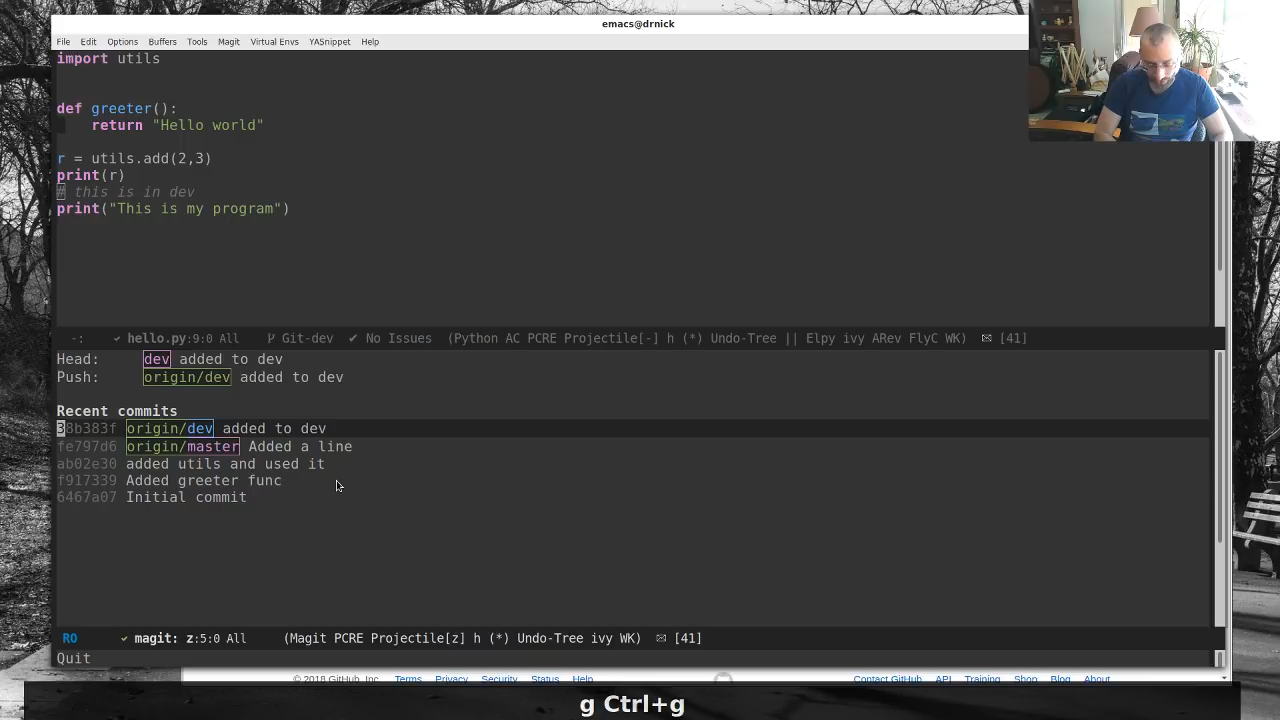 emacs@drnick
File Edit Options Buffers Tools Magit Virtual Envs YASnippet Help
import utils
def greeter():
return "Hello world"
r = utils.add(2,3)
print(r)
# this is in dev
print("This is my program")
-: ✔ hello.py:9:0 All Git-dev ✔ No Issues (Python AC PCRE Projectile[-] h (*) Undo-Tree || Elpy ivy ARev FlyC WK) ✉ [41]
Head: dev added to dev
Push: origin/dev added to dev
Recent commits
38b383f origin/dev added to dev
fe797d6 origin/master Added a line
ab02e30 added utils and used it
f917339 Added greeter func
6467a07 Initial commit
RO ✔ magit: z:5:0 All (Magit PCRE Projectile[z] h (*) Undo-Tree ivy WK) ✉ [41]
Quit
© 2018 GitHub, Inc. Terms Privacy Security Status Help Contact GitHub API Training Shop Blog About
g Ctrl+g